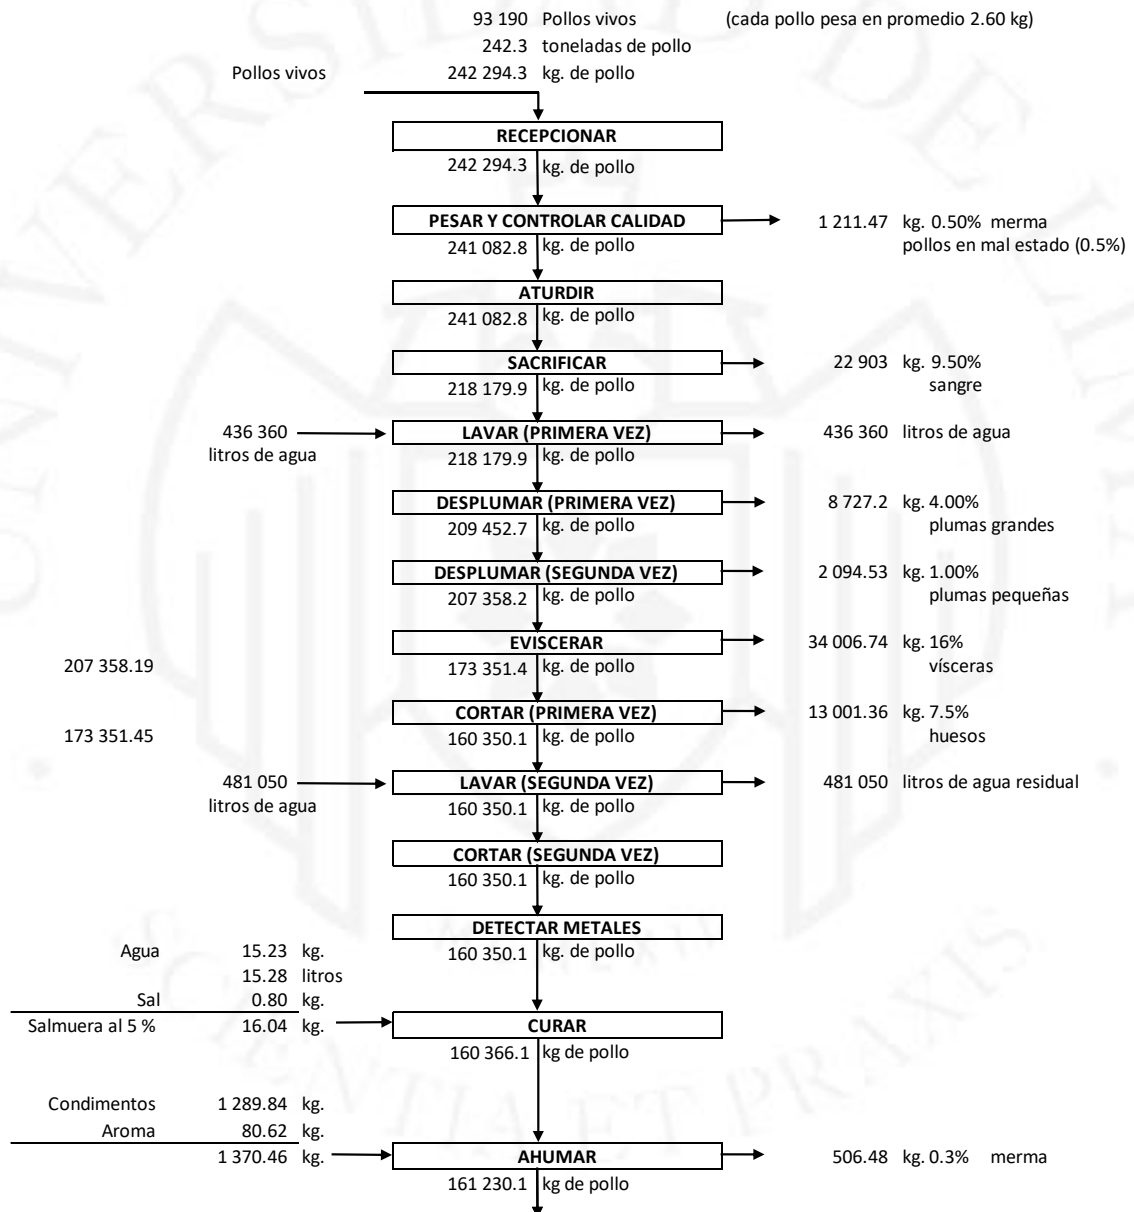 93 190 Pollos vivos (cada pollo pesa en promedio 2.60 kg)
242.3 toneladas de pollo
Pollos vivos 242 294.3 kg. de pollo
RECEPCIONAR
242 294.3 kg. de pollo
PESAR Y CONTROLAR CALIDAD 1 211.47 kg. 0.50% merma
241 082.8 kg. de pollo pollos en mal estado (0.5%)
ATURDIR
241 082.8 kg. de pollo
SACRIFICAR 22 903 kg. 9.50%
218 179.9 kg. de pollo sangre
436 360 LAVAR (PRIMERA VEZ) 436 360 litros de agua
litros de agua 218 179.9 kg. de pollo
DESPLUMAR (PRIMERA VEZ) 8 727.2 kg. 4.00%
209 452.7 kg. de pollo plumas grandes
DESPLUMAR (SEGUNDA VEZ) 2 094.53 kg. 1.00%
207 358.2 kg. de pollo plumas pequeñas
EVISCERAR 34 006.74 kg. 16%
207 358.19 173 351.4 kg. de pollo vísceras
CORTAR (PRIMERA VEZ) 13 001.36 kg. 7.5%
173 351.45 160 350.1 kg. de pollo huesos
481 050 LAVAR (SEGUNDA VEZ) 481 050 litros de agua residual
litros de agua 160 350.1 kg. de pollo
CORTAR (SEGUNDA VEZ)
160 350.1 kg. de pollo
DETECTAR METALES
Agua 15.23 kg. 160 350.1 kg. de pollo
15.28 litros
Sal 0.80 kg.
Salmuera al 5 % 16.04 kg. CURAR
160 366.1 kg de pollo
Condimentos 1 289.84 kg.
Aroma 80.62 kg.
1 370.46 kg. AHUMAR 506.48 kg. 0.3% merma
161 230.1 kg de pollo
SCIENTIA ET PRAXIS